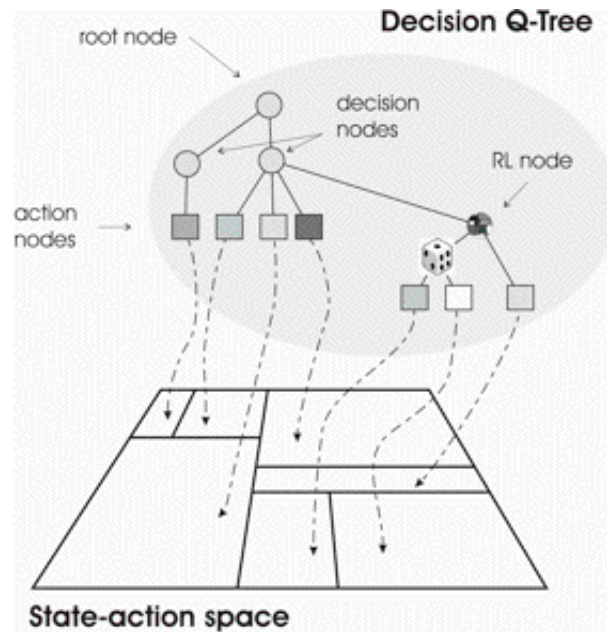 Decision Q-Tree
root node
decision
nodes
RL node
action
nodes
State-action space